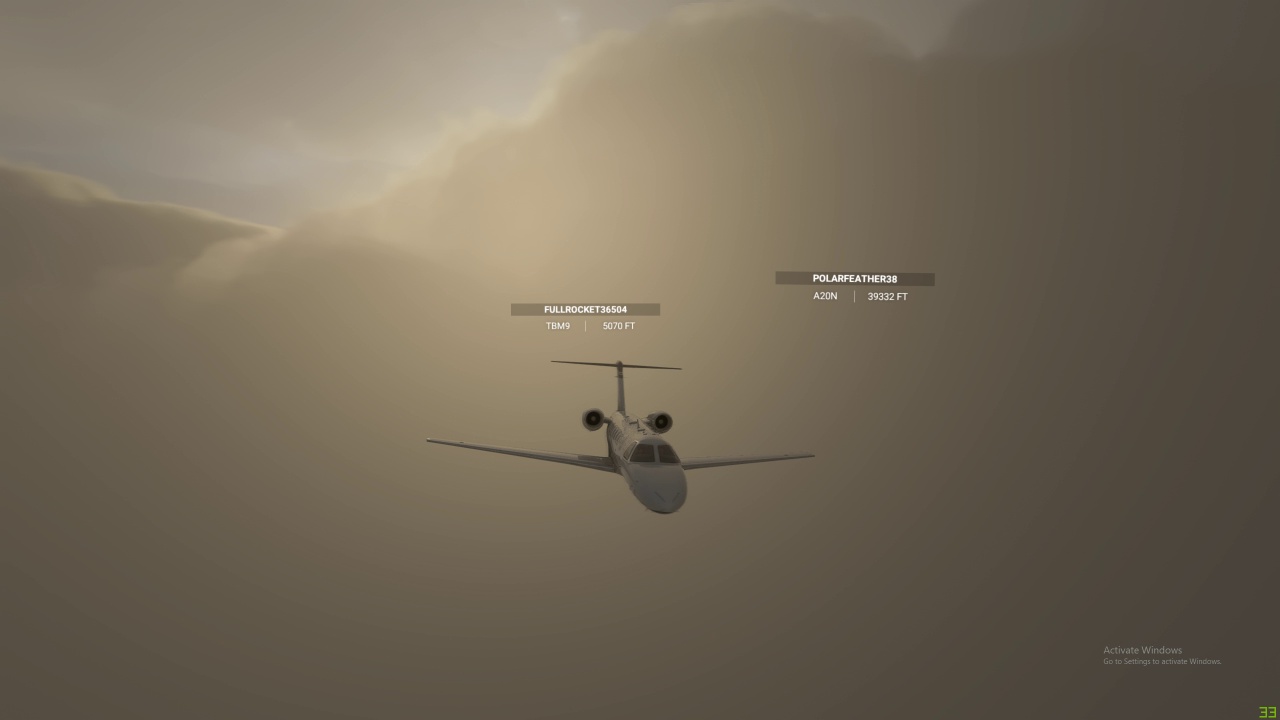 POLARFEATHER38
A20N | 39332 FT
FULLROCKET36504
TBM9 | 5070 FT
Activate Windows
Go to Settings to activate Windows.
33